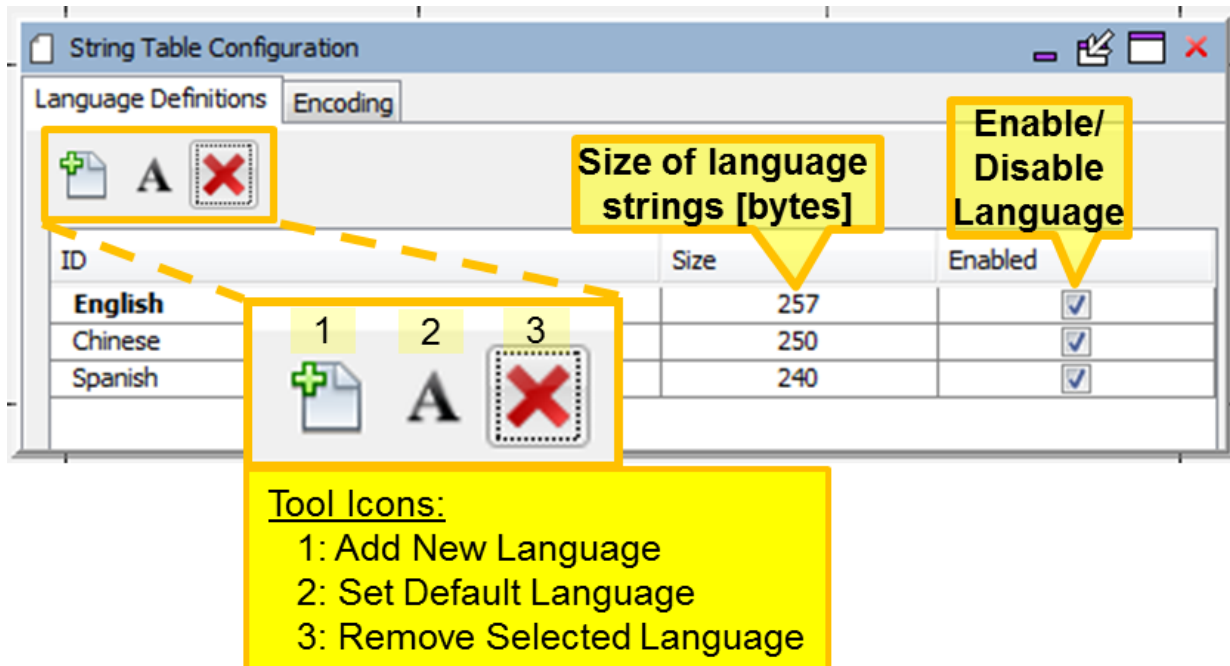 String Table Configuration
Language Definitions
Encoding
A
Size of language
strings [bytes]
Enable/
Disable
Language
ID Size Enabled
English 257
Chinese 250
Spanish 240
1 2 3
A
Tool Icons:
1: Add New Language
2: Set Default Language
3: Remove Selected Language